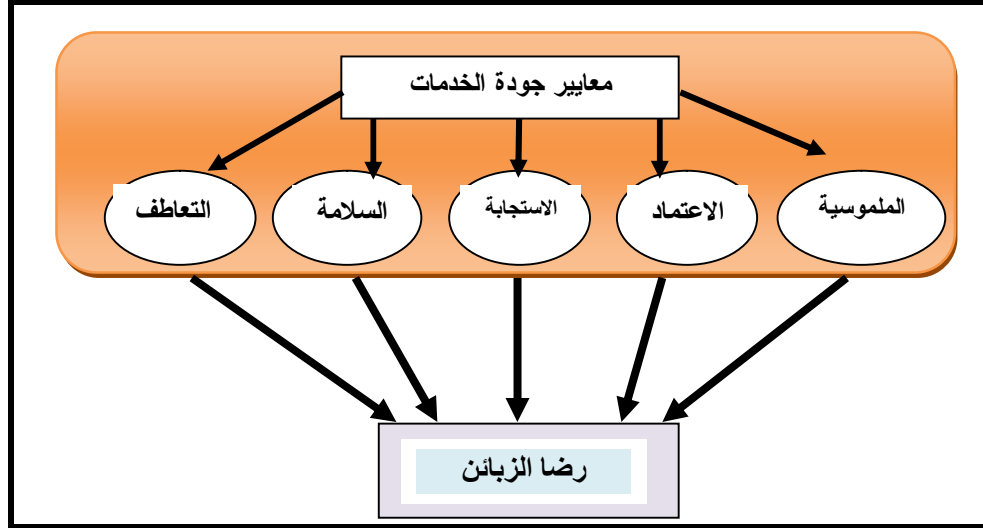 معايير جودة الخدمات
الملموسية
الاعتماد
الاستجابة
السلامة
التعاطف
رضا الزبائن